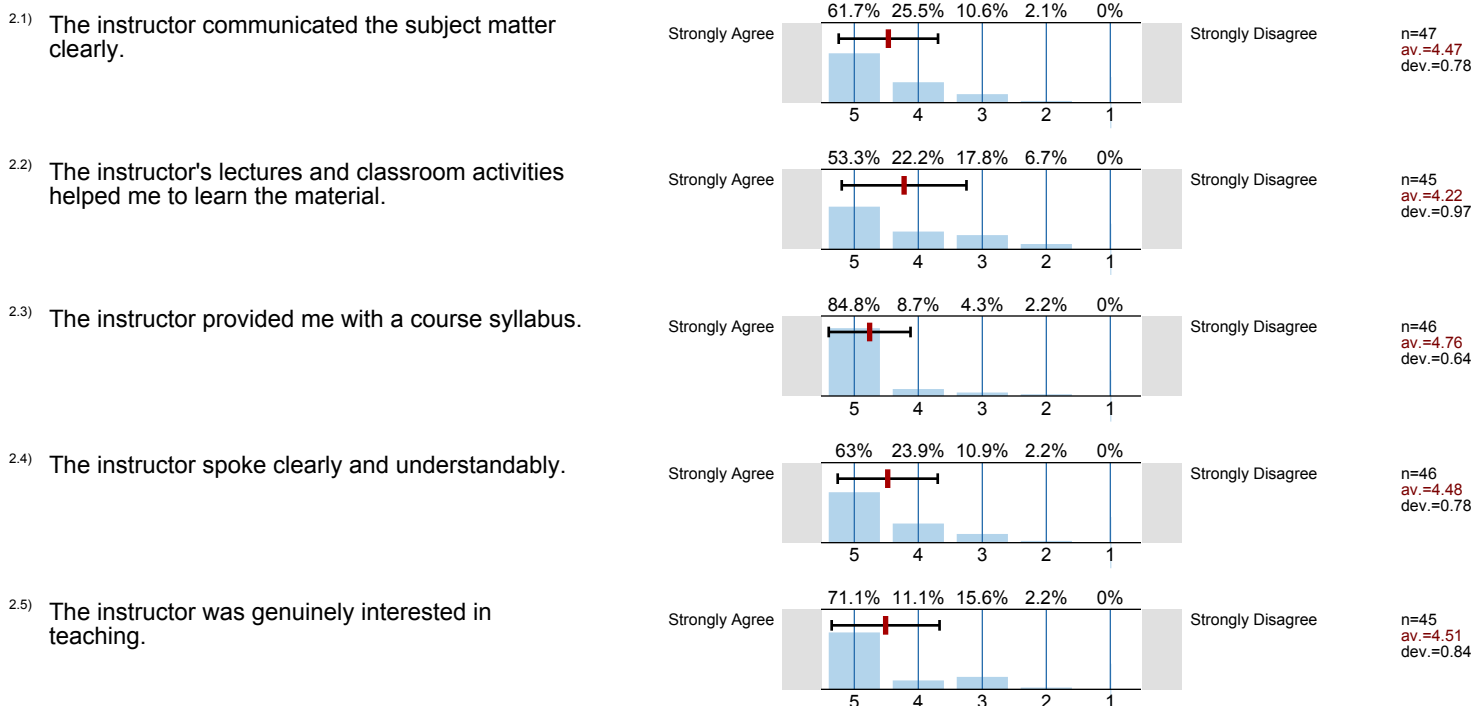 61.7% 25.5% 10.6% 2.1% 0%
2.1) The instructor communicated the subject matter
clearly.
Strongly Agree
Strongly Disagree
n=47
av.=4.47
dev.=0.78
5 4 3 2 1
53.3% 22.2% 17.8% 6.7% 0%
2.2) The instructor's lectures and classroom activities
helped me to learn the material.
Strongly Agree
Strongly Disagree
n=45
av.=4.22
dev.=0.97
5 4 3 2 1
84.8% 8.7% 4.3% 2.2% 0%
2.3) The instructor provided me with a course syllabus.
Strongly Agree
Strongly Disagree
n=46
av.=4.76
dev.=0.64
5 4 3 2 1
63% 23.9% 10.9% 2.2% 0%
2.4) The instructor spoke clearly and understandably.
Strongly Agree
Strongly Disagree
n=46
av.=4.48
dev.=0.78
5 4 3 2 1
71.1% 11.1% 15.6% 2.2% 0%
2.5) The instructor was genuinely interested in
teaching.
Strongly Agree
Strongly Disagree
n=45
av.=4.51
dev.=0.84
5 4 3 2 1